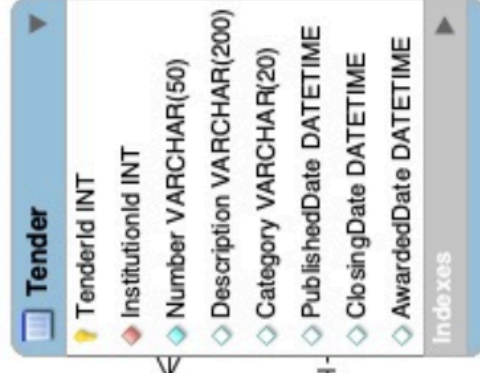 Tender
TenderId INT
InstitutionId INT
Number VARCHAR(50)
Description VARCHAR(200)
Category VARCHAR(20)
PublishedDate DATETIME
ClosingDate DATETIME
AwardedDate DATETIME
Indexes